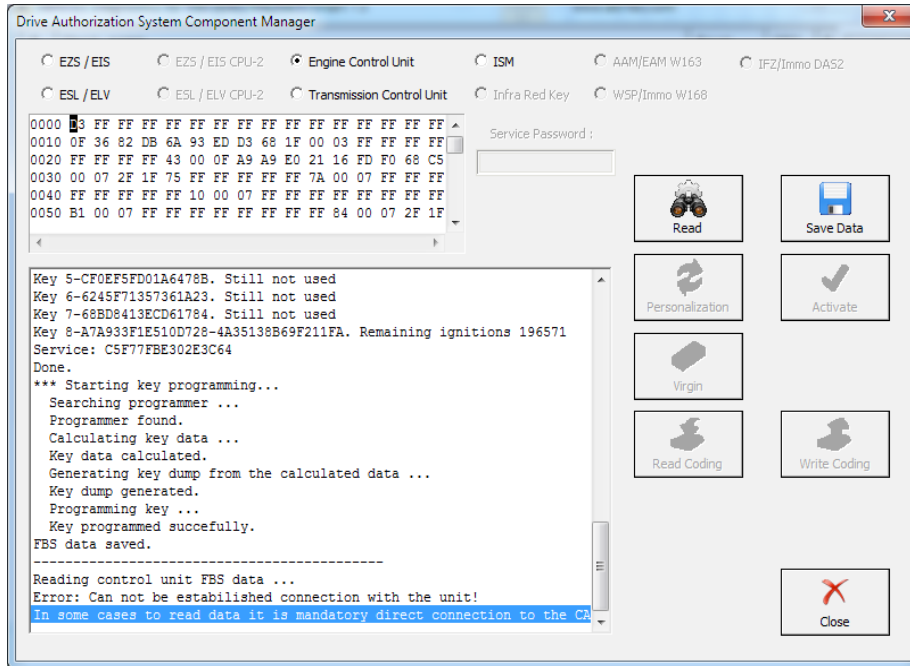 Drive Authorization System Component Manager
EZS / EIS
EZS / EIS CPU-2
Engine Control Unit
ISM
AAM/EAM W163
IFZ/Immo DAS2
ESL / ELV
ESL / ELV CPU-2
Transmission Control Unit
Infra Red Key
WSP/Immo W168
0000 D3 FF FF FF FF FF FF FF FF FF FF FF FF FF FF FF
0010 0F 36 82 DB 6A 93 ED D3 68 1F 00 03 FF FF FF FF
0020 FF FF FF FF 43 00 0F A9 A9 E0 21 16 FD F0 68 C5
0030 00 07 2F 1F 75 FF FF FF FF FF 7A 00 07 FF FF FF
0040 FF FF FF FF FF 10 00 07 FF FF FF FF FF FF FF FF
0050 B1 00 07 FF FF FF FF FF FF FF FF 84 00 07 2F 1F
Service Password :
Read
Save Data
Personalization
Activate
Virgin
Read Coding
Write Coding
Close
Key 5-CF0EF5FD01A6478B. Still not used
Key 6-6245F71357361A23. Still not used
Key 7-68BD8413ECD61784. Still not used
Key 8-A7A933F1E510D728-4A35138B69F211FA. Remaining ignitions 196571
Service: C5F77FBE302E3C64
Done.
*** Starting key programming...
Searching programmer ...
Programmer found.
Calculating key data ...
Key data calculated.
Generating key dump from the calculated data ...
Key dump generated.
Programming key ...
Key programmed succefully.
FBS data saved.
--------------------------------------------
Reading control unit FBS data ...
Error: Can not be estabilished connection with the unit!
In some cases to read data it is mandatory direct connection to the CA